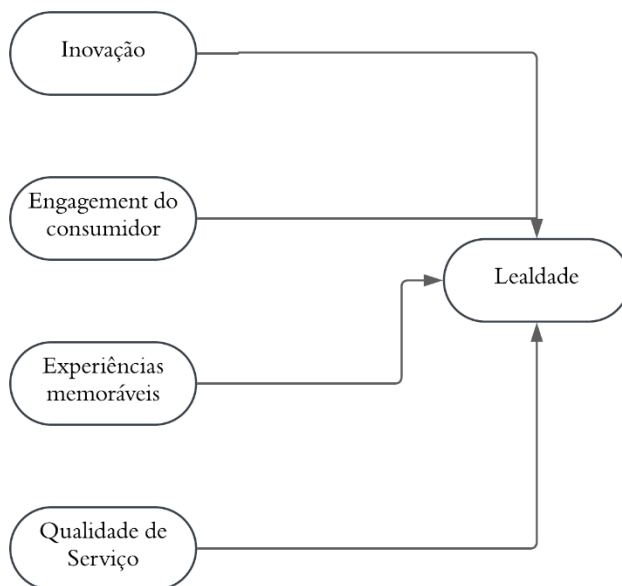 Inovação
Engagement do
consumidor
Lealdade
Experiências
memoráveis
Qualidade de
Serviço